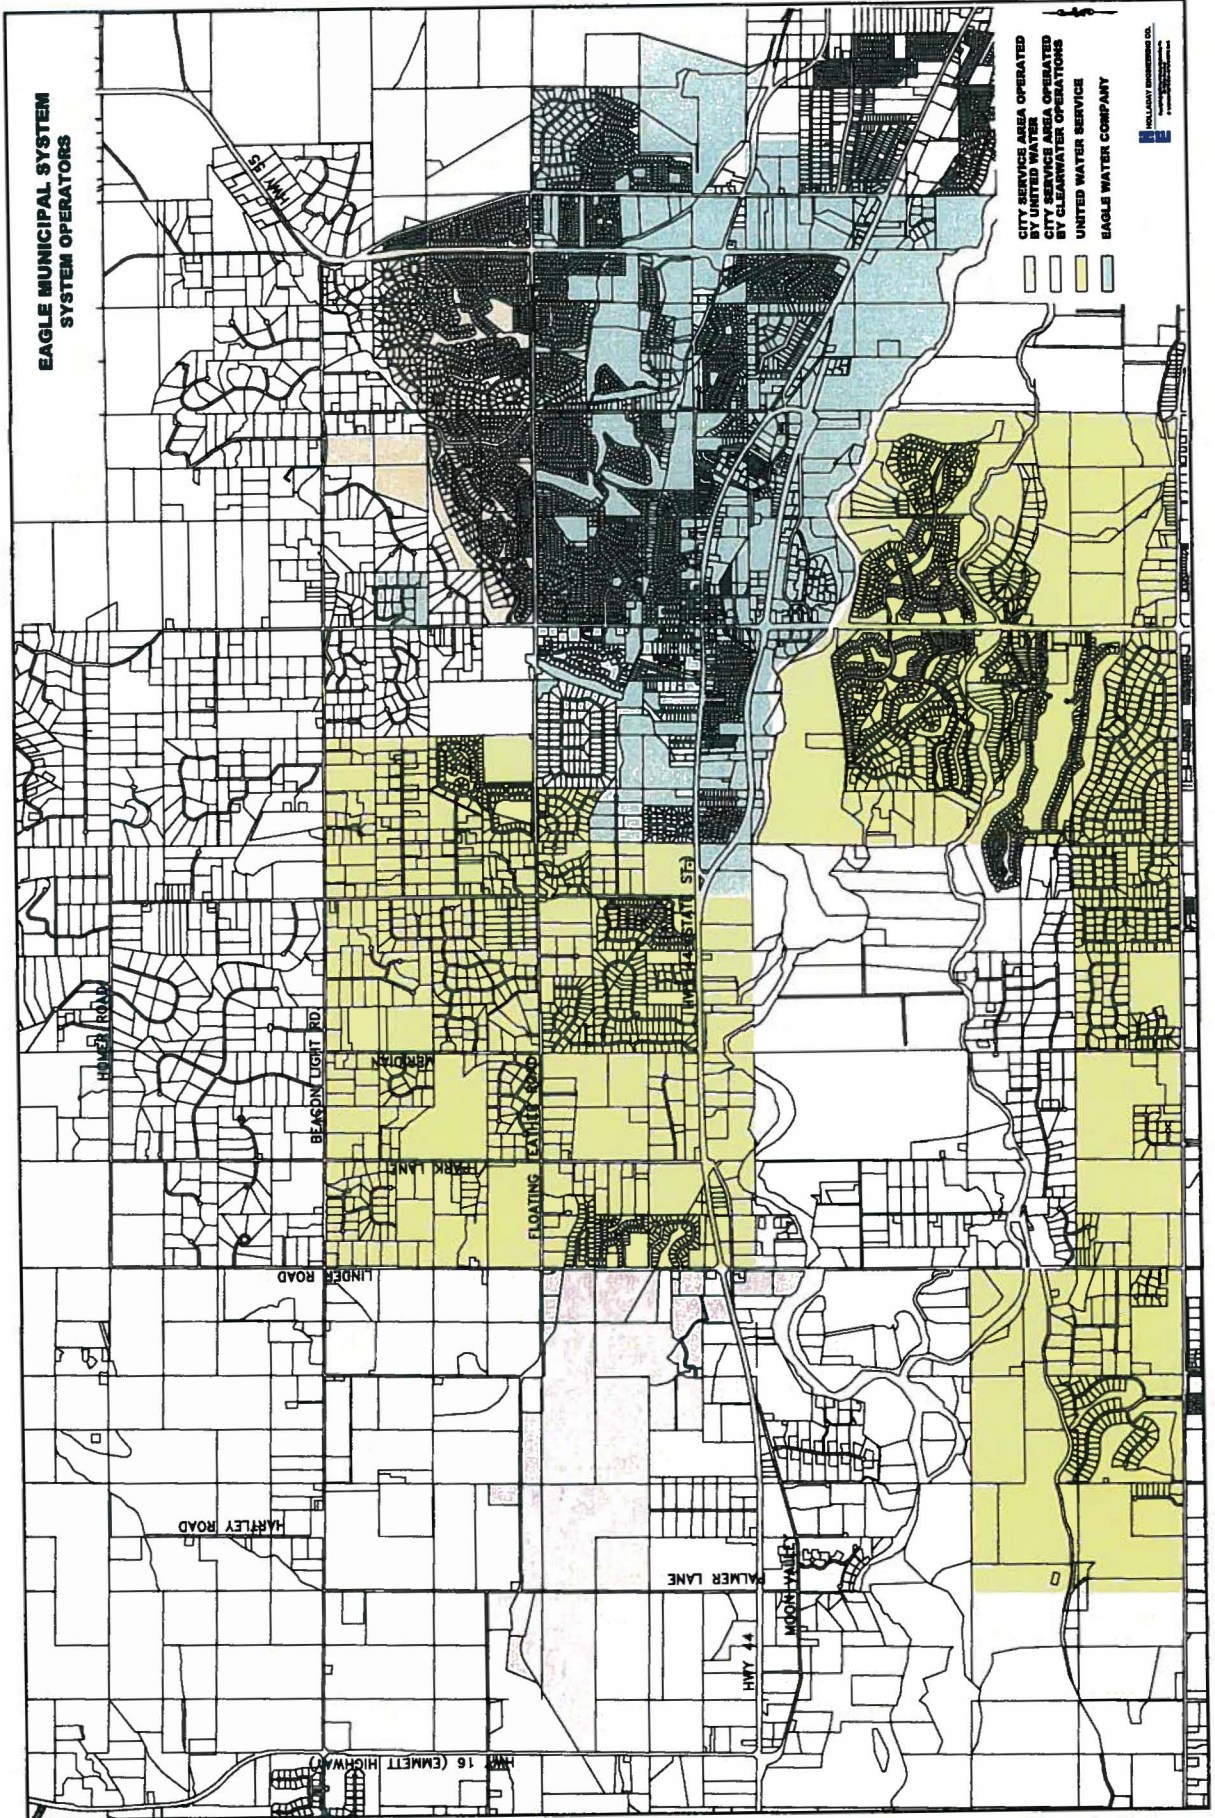 EAGLE MUNICIPAL SYSTEM
SYSTEM OPERATORS
HWY 55
HOMER ROAD
BEACON LIGHT RD.
MERIDIAN
PARK LANE
FLOATING FEATHER ROAD
HWY 44
STATE ST.
LINDER ROAD
HARTLEY ROAD
PALMER LANE
MOON VALLEY
HWY 44
HWY 16 (EMMETT HIGHWAY)
CITY SERVICE AREA OPERATED
BY UNITED WATER
CITY SERVICE AREA OPERATED
BY CLEARWATER OPERATIONS
UNITED WATER SERVICE
EAGLE WATER COMPANY
HOLLADAY ENGINEERING CO.